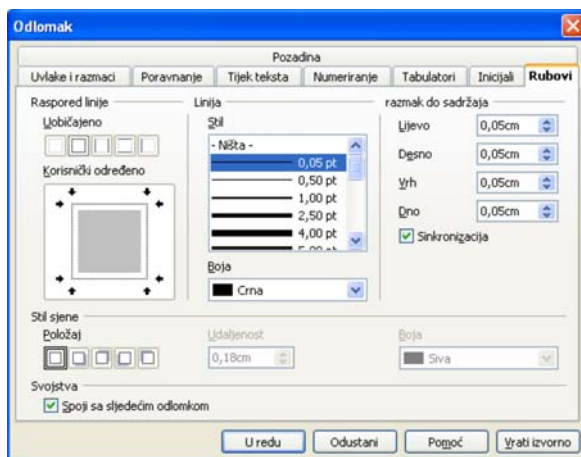 Odlomak
Pozadina
Uvlake i razmaci Poravnanje Tijek teksta Numeriranje Tabulatori Inicijali Rubovi
Raspored linije Linija razmak do sadržaja
Uobičajeno Stil Lijevo 0,05cm
- Ništa - Desno 0,05cm
0,05 pt
Korisnički određeno 0,50 pt Vrh 0,05cm
1,00 pt
2,50 pt Dno 0,05cm
4,00 pt Sinkronizacija
5,00 pt
Boja
Crna
Stil sjene
Položaj Udaljenost Boja
0,18cm Siva
Svojstva
Spoji sa sljedećim odlomkom
U redu Odustani Pomoć Vrati izvorno